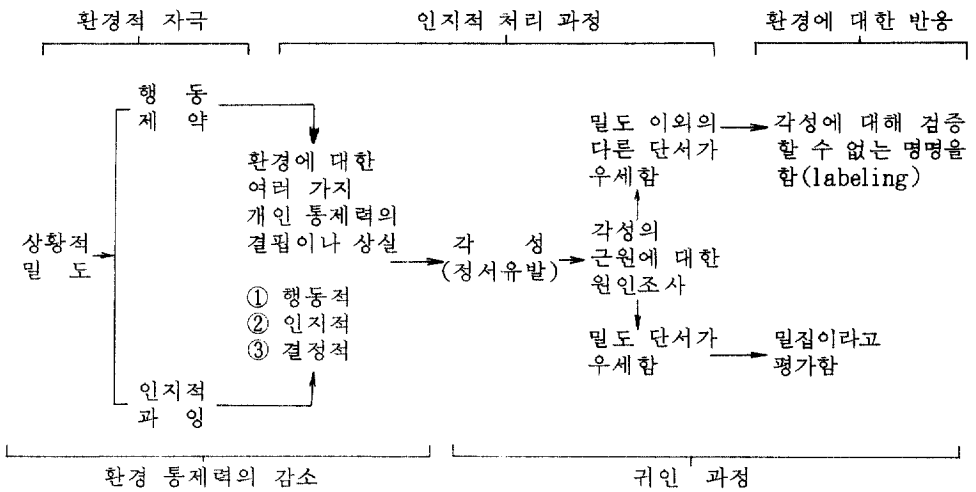 환경적 자극
인지적 처리 과정
환경에 대한 반응
행 동
제 약
상황적
밀 도
인지적
과 잉
환경에 대한
여러 가지
개인 통제력의
결핍이나 상실
① 행동적
② 인지적
③ 결정적
각 성
(정서유발)
밀도 이외의
다른 단서가
우세함
각성의
근원에 대한
원인조사
밀도 단서가
우세함
각성에 대해 검증
할 수 없는 명명을
함(labeling)
밀집이라고
평가함
환경 통제력의 감소
귀인 과정